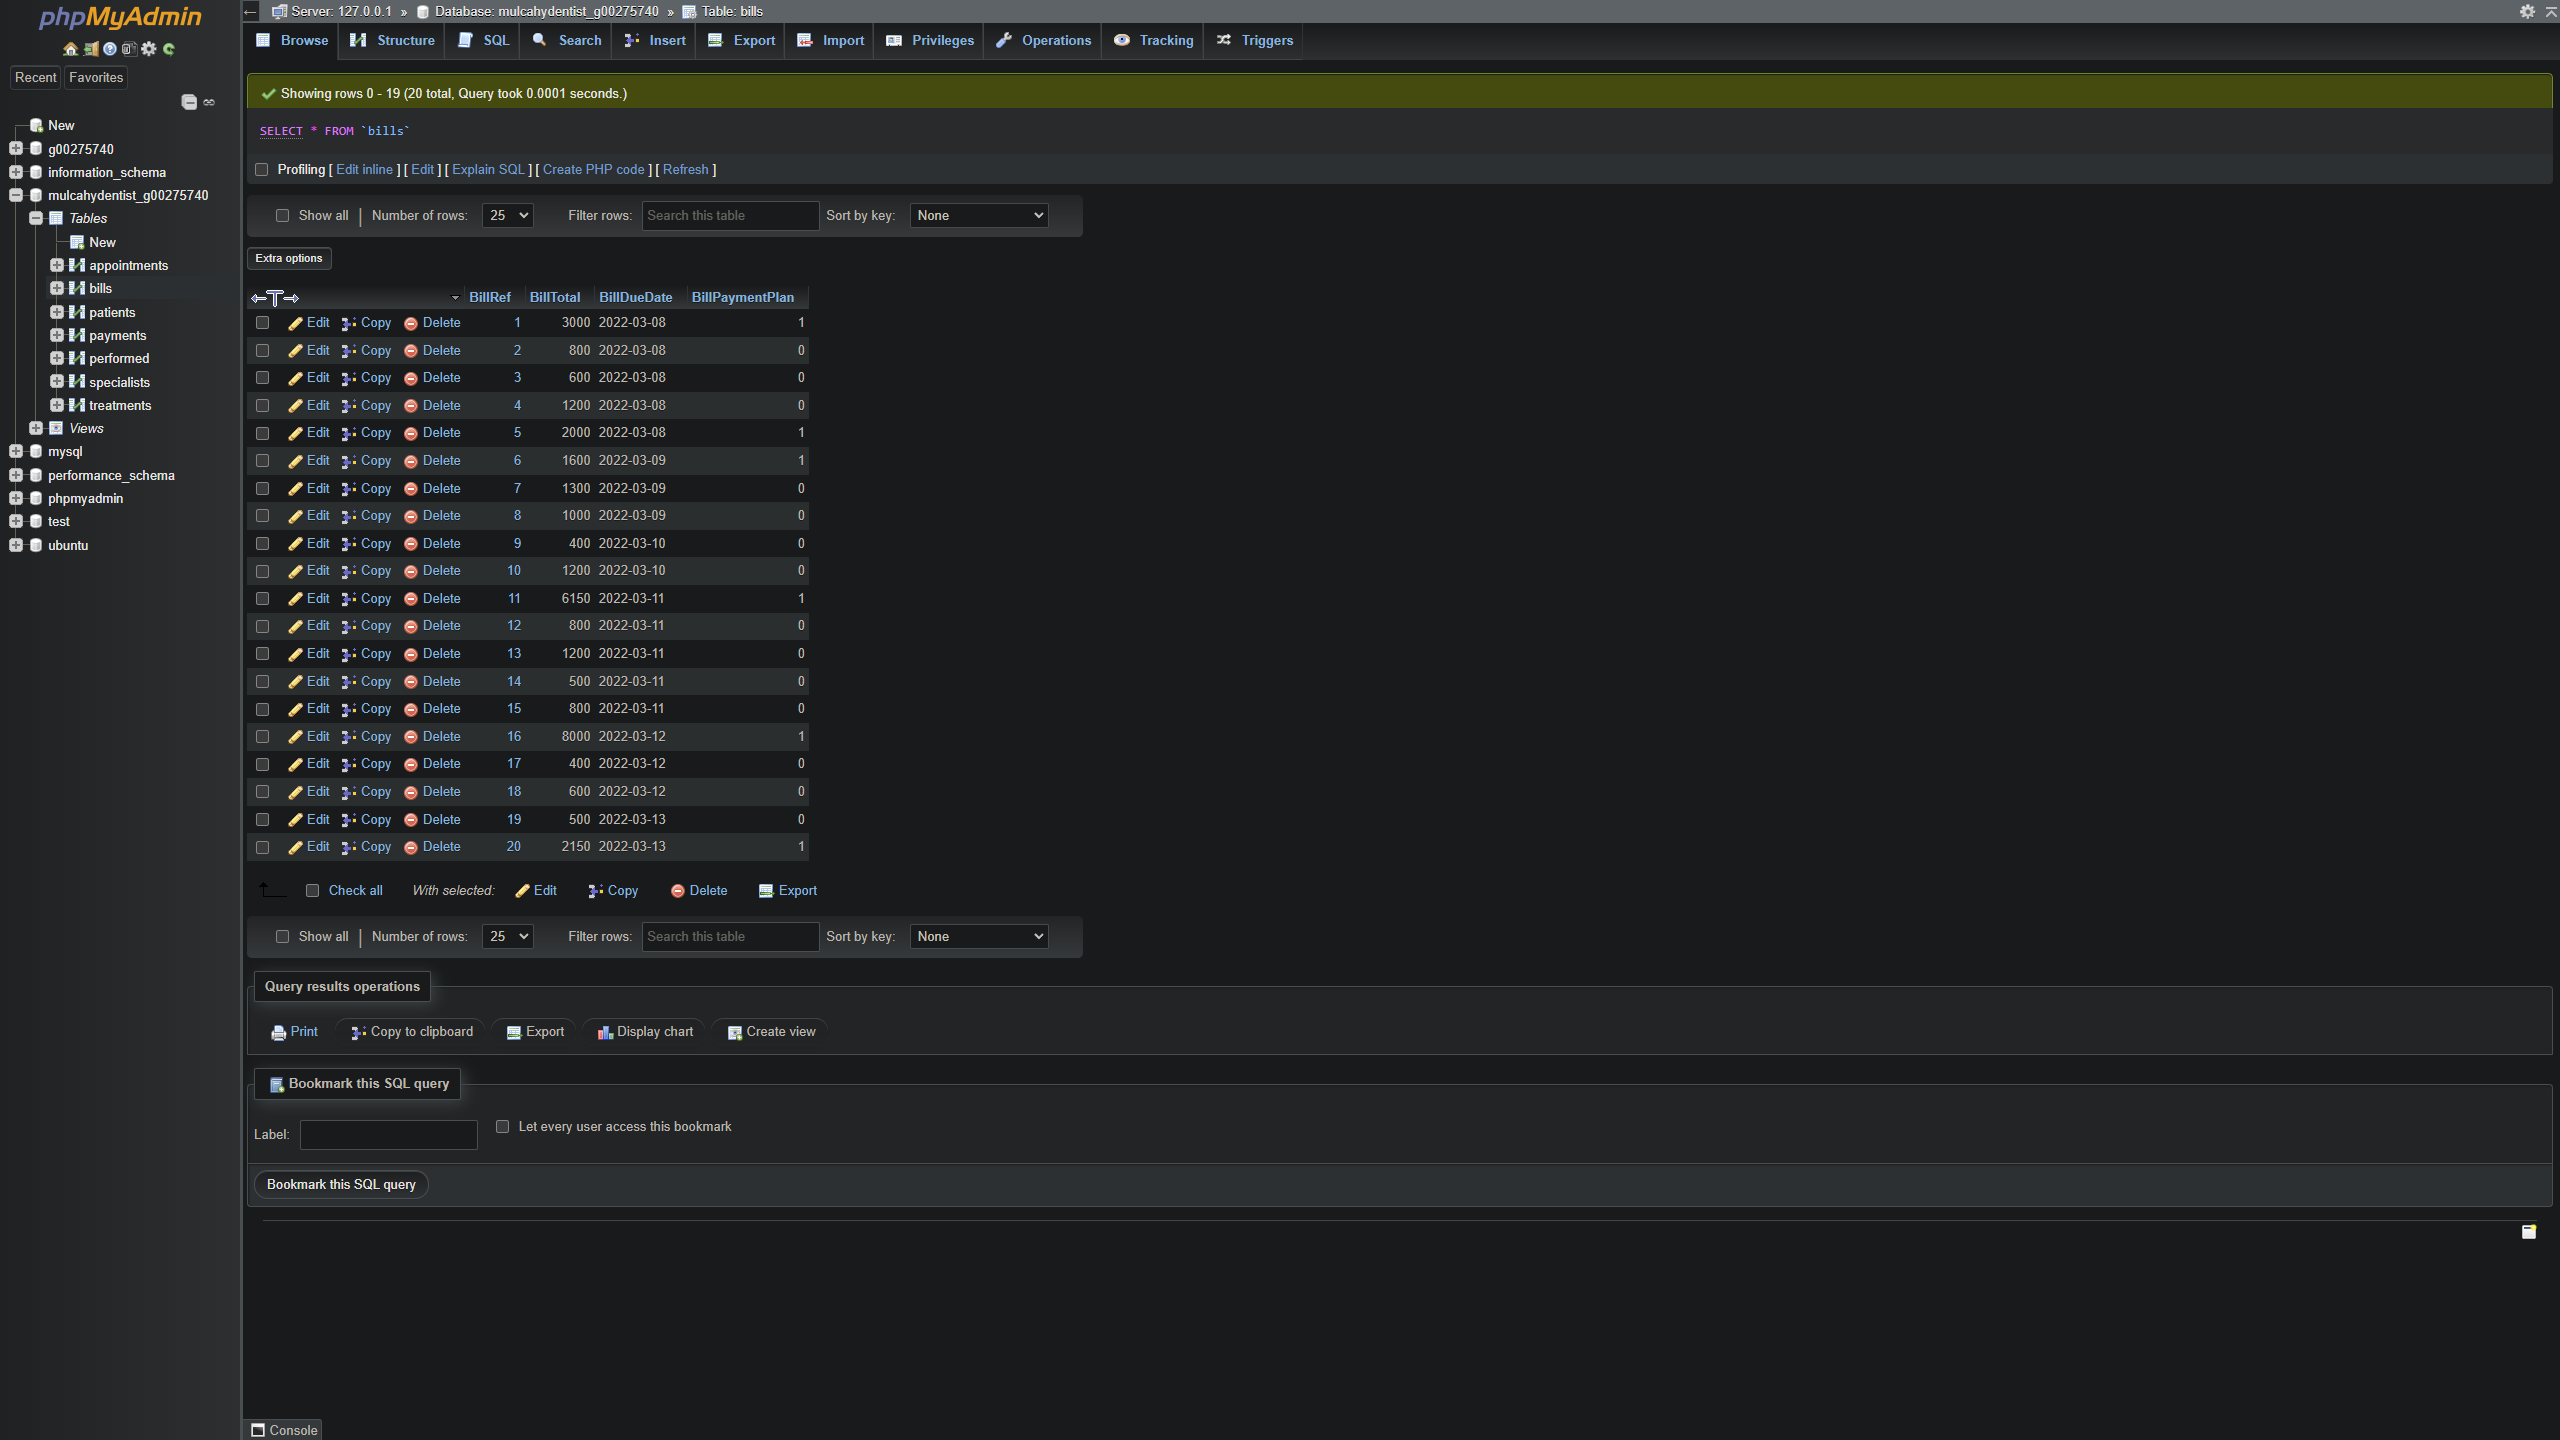 phpMyAdmin
Recent Favorites
New
g00275740
information_schema
mulcahydentist_g00275740
Tables
New
appointments
bills
patients
payments
performed
specialists
treatments
Views
mysql
performance_schema
phpmyadmin
test
ubuntu
Server: 127.0.0.1 » Database: mulcahydentist_g00275740 » Table: bills
Browse Structure SQL Search Insert Export Import Privileges Operations Tracking Triggers
Showing rows 0 - 19 (20 total, Query took 0.0001 seconds.)
SELECT * FROM `bills`
Profiling [ Edit inline ] [ Edit ] [ Explain SQL ] [ Create PHP code ] [ Refresh ]
Show all | Number of rows: 25 Filter rows: Search this table Sort by key: None
Extra options
←T→ BillRef BillTotal BillDueDate BillPaymentPlan
Edit Copy Delete 1 3000 2022-03-08 1
Edit Copy Delete 2 800 2022-03-08 0
Edit Copy Delete 3 600 2022-03-08 0
Edit Copy Delete 4 1200 2022-03-08 0
Edit Copy Delete 5 2000 2022-03-08 1
Edit Copy Delete 6 1600 2022-03-09 1
Edit Copy Delete 7 1300 2022-03-09 0
Edit Copy Delete 8 1000 2022-03-09 0
Edit Copy Delete 9 400 2022-03-10 0
Edit Copy Delete 10 1200 2022-03-10 0
Edit Copy Delete 11 6150 2022-03-11 1
Edit Copy Delete 12 800 2022-03-11 0
Edit Copy Delete 13 1200 2022-03-11 0
Edit Copy Delete 14 500 2022-03-11 0
Edit Copy Delete 15 800 2022-03-11 0
Edit Copy Delete 16 8000 2022-03-12 1
Edit Copy Delete 17 400 2022-03-12 0
Edit Copy Delete 18 600 2022-03-12 0
Edit Copy Delete 19 500 2022-03-13 0
Edit Copy Delete 20 2150 2022-03-13 1
Check all With selected: Edit Copy Delete Export
Show all | Number of rows: 25 Filter rows: Search this table Sort by key: None
Query results operations
Print Copy to clipboard Export Display chart Create view
Bookmark this SQL query
Label: Let every user access this bookmark
Bookmark this SQL query
Console